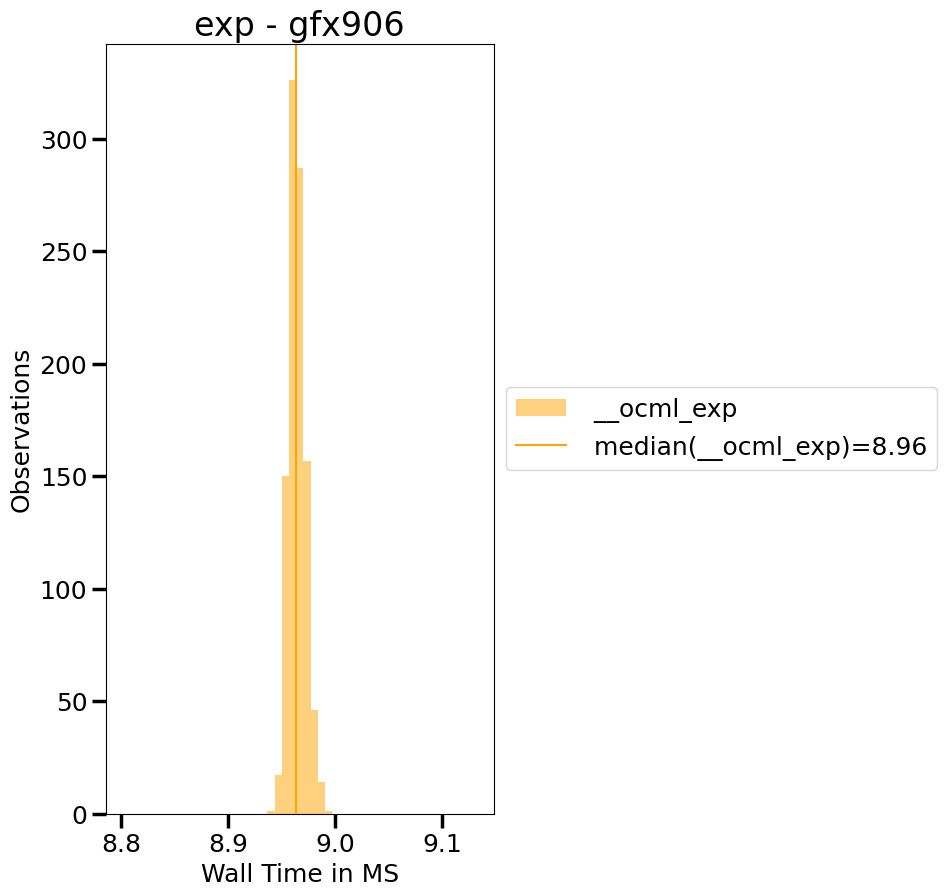 exp - gfx906
Observations
300
250
200
150
100
50
0
8.8 8.9 9.0 9.1
Wall Time in MS
__ocml_exp
median(__ocml_exp)=8.96